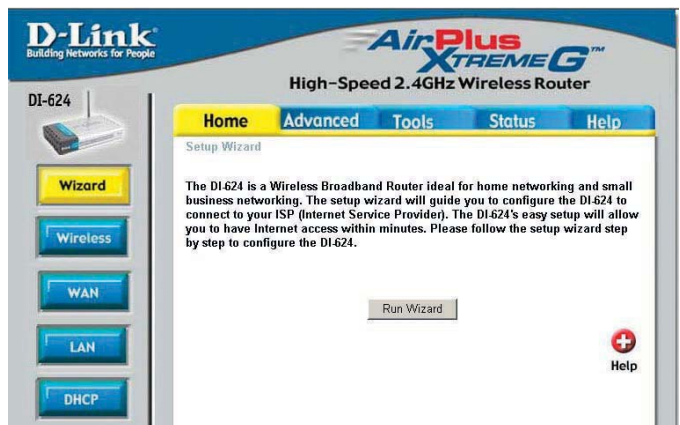 D-Link
Building Networks for People
AirPlus
XTREME G™
High-Speed 2.4GHz Wireless Router
DI-624
Home Advanced Tools Status Help
Setup Wizard
Wizard
The DI-624 is a Wireless Broadband Router ideal for home networking and small
business networking. The setup wizard will guide you to configure the DI-624 to
connect to your ISP (Internet Service Provider). The DI-624's easy setup will allow
you to have Internet access within minutes. Please follow the setup wizard step
by step to configure the DI-624.
Wireless
WAN
Run Wizard
LAN
Help
DHCP